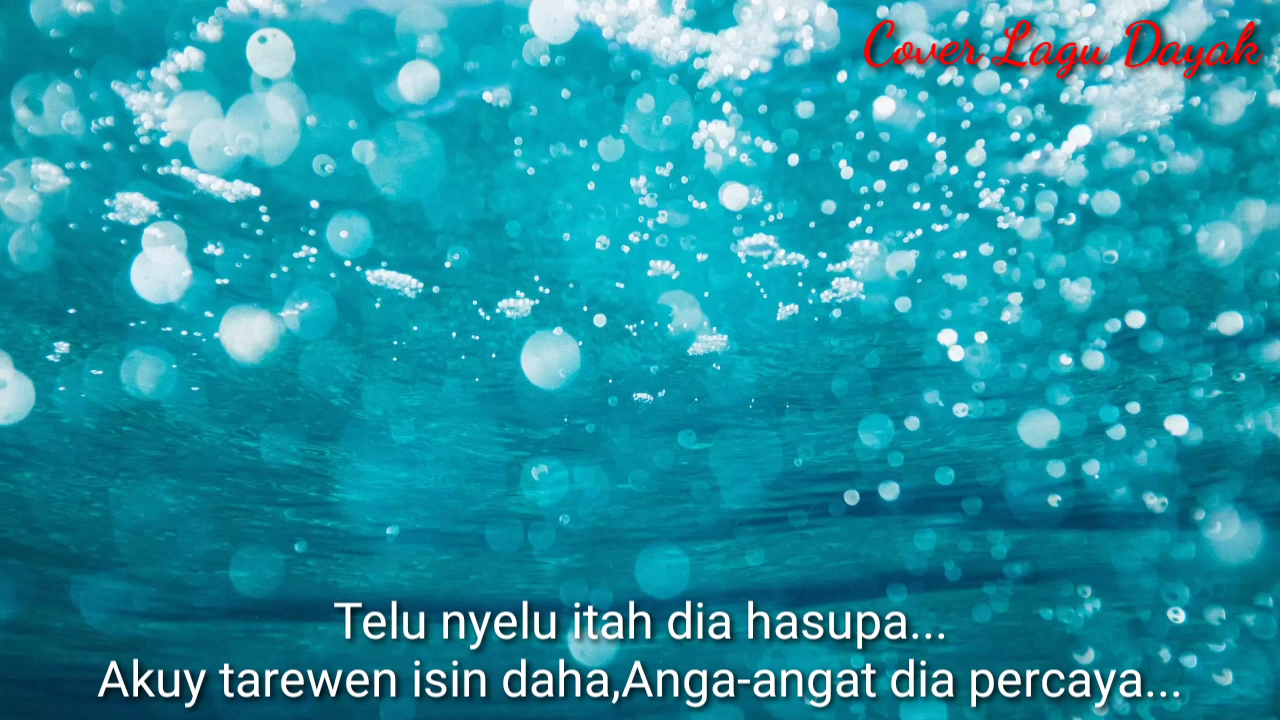 Cover Lagu Dayak
Telu nyelu itah dia hasupa...
Akuy tarewen isin daha,Anga-angat dia percaya...